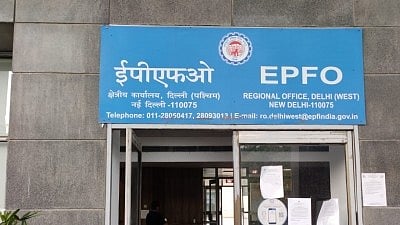 ईपीएफओ
क्षेत्रीय कार्यालय, दिल्ली (पश्चिम)
नई दिल्ली -110075
EPFO
REGIONAL OFFICE, DELHI (WEST)
NEW DELHI-110075
Telephone: 011-28050417, 28093012 E-mail: ro.delhiwest@epfindia.gov.in